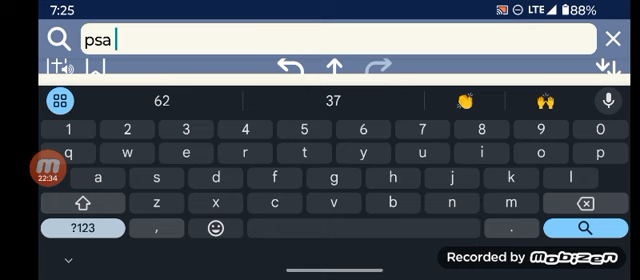 7:25 LTE 88%
psa
62 37
1 2 3 4 5 6 7 8 9 0
q w e r t y u i o p
a s d f g h j k l
22:34
z x c v b n m
?123 , .
Recorded by mobizen